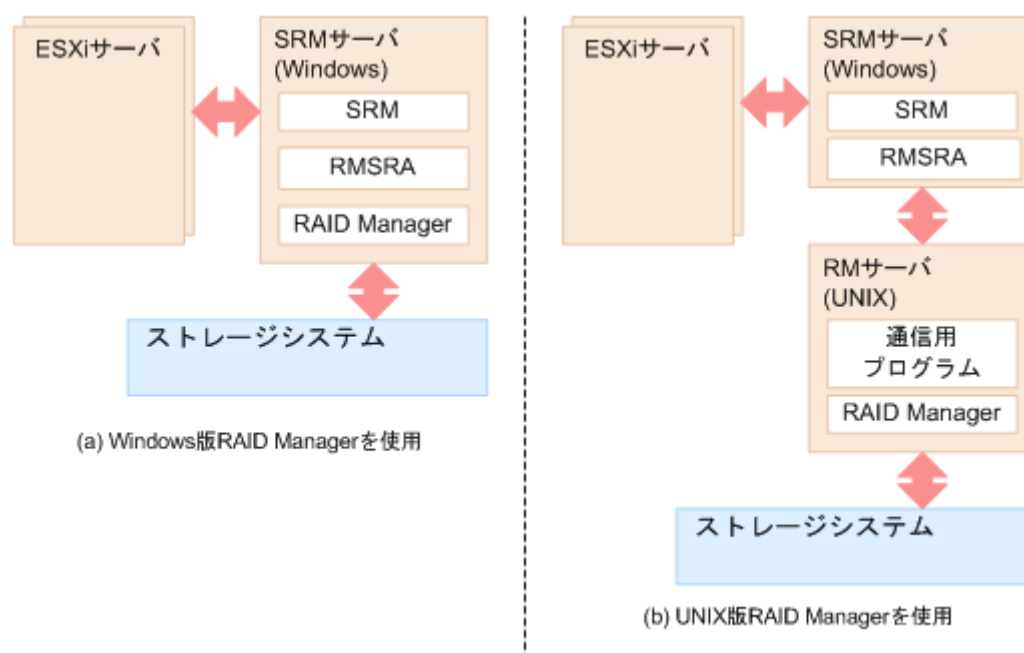 ESXiサーバ
SRMサーバ
(Windows)
SRM
RMSRA
RAID Manager
ストレージシステム
(a) Windows版RAID Managerを使用
ESXiサーバ
SRMサーバ
(Windows)
SRM
RMSRA
RMサーバ
(UNIX)
通信用
プログラム
RAID Manager
ストレージシステム
(b) UNIX版RAID Managerを使用